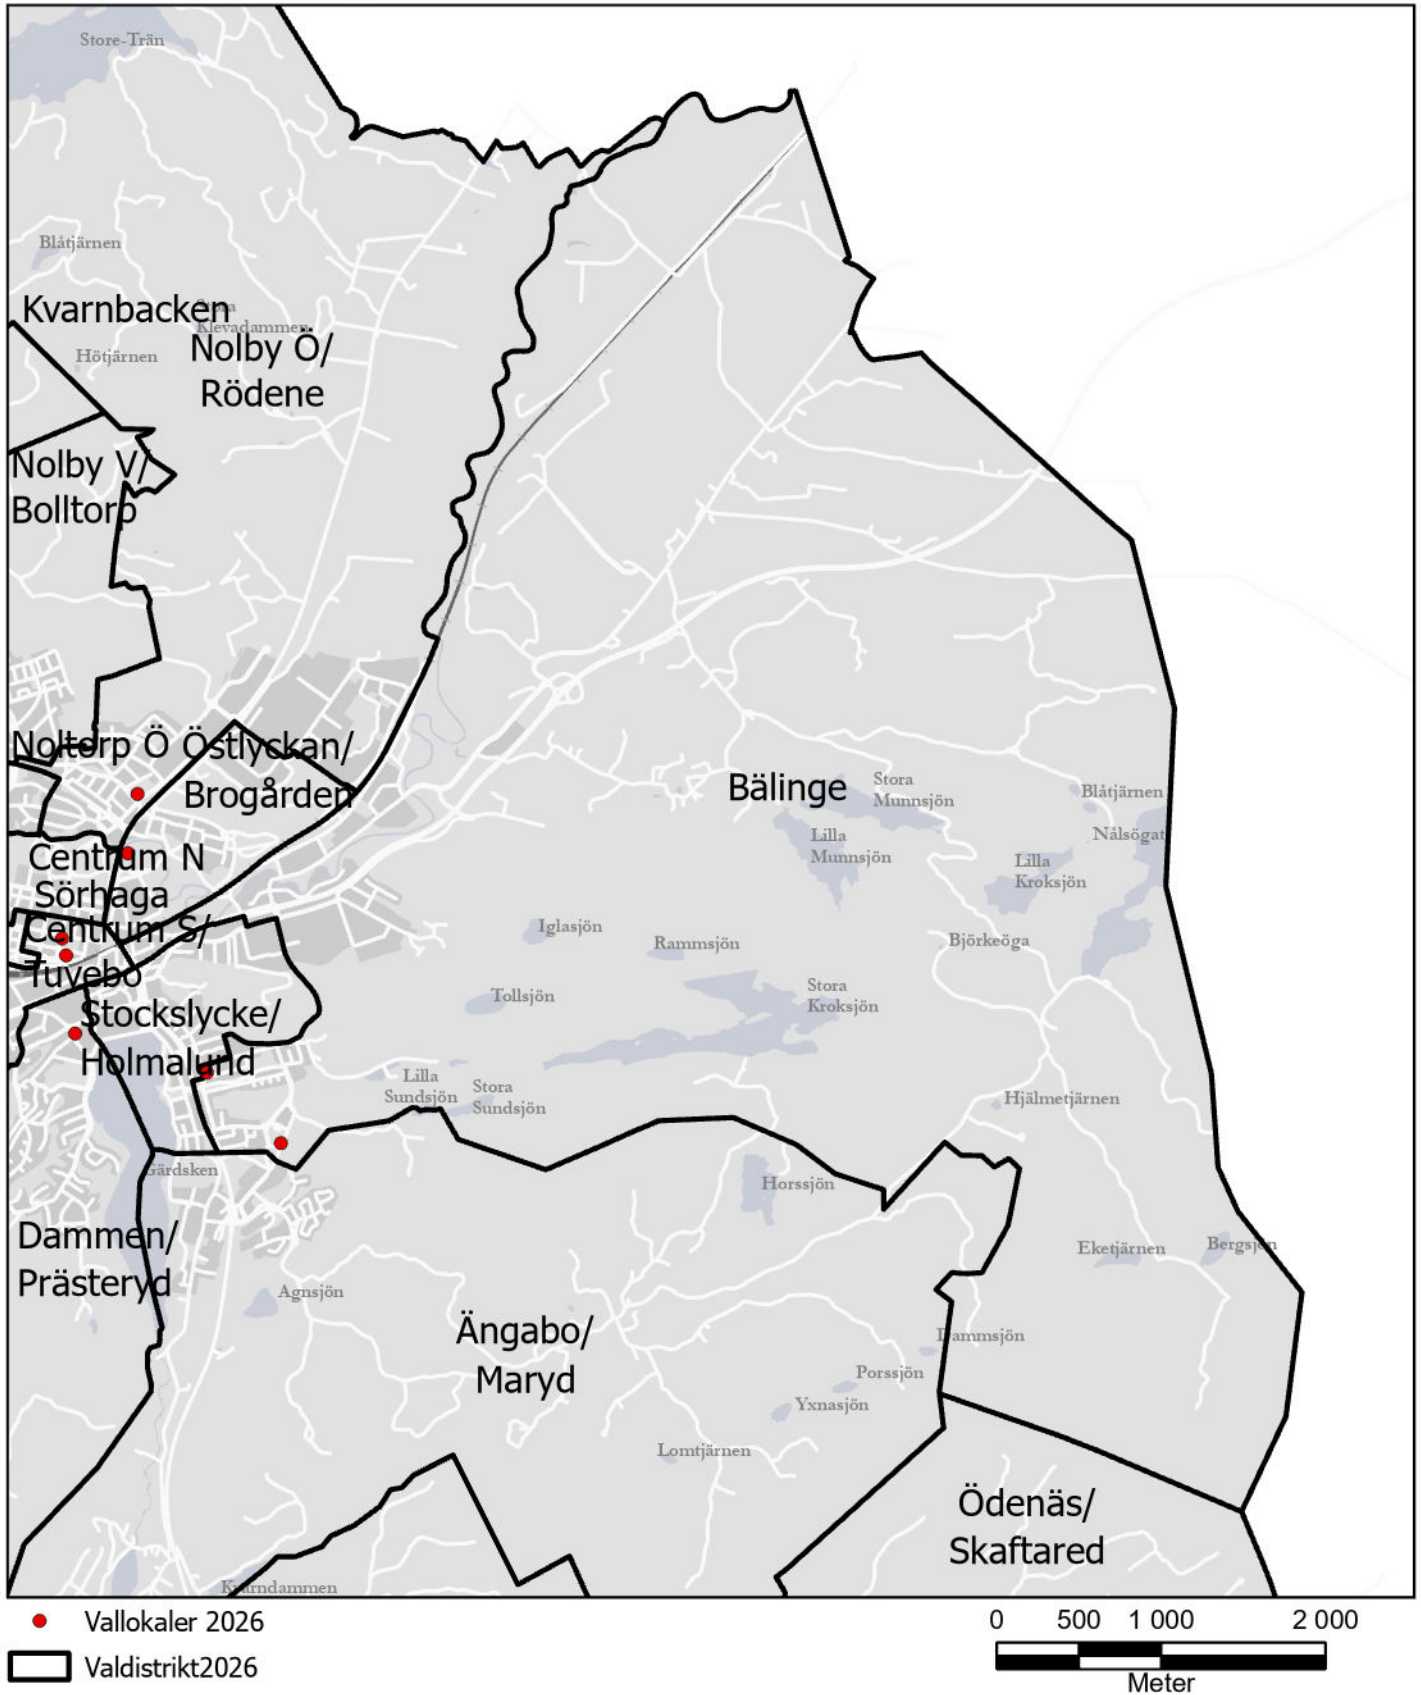 Store-Trän
Blåtjärnen
Kvarnbacken
Stora
Klevadammen
Nolby Ö/
Rödene
Hötjärnen
Nolby V/
Bolltorp
Noltorp Ö
Östlyckan/
Brogården
Bälinge
Stora
Munnsjön
Blåtjärnen
Nålsögat
Lilla
Munnsjön
Lilla
Kroksjön
Centrum N
Sörhaga
Centrum S/
Tuvebo
Iglasjön
Rammsjön
Björkeöga
Tollsjön
Stora
Kroksjön
Stockslycke/
Holmalund
Lilla
Sundsjön
Stora
Sundsjön
Hjälmetjärnen
Gärdsken
Horssjön
Dammen/
Prästeryd
Eketjärnen
Bergsjön
Agnsjön
Ängabo/
Maryd
Dammsjön
Porssjön
Yxnasjön
Lomtjärnen
Ödenäs/
Skaftared
Kvarndammen
Vallokaler 2026
Valdistrikt2026
0 500 1 000 2 000
Meter